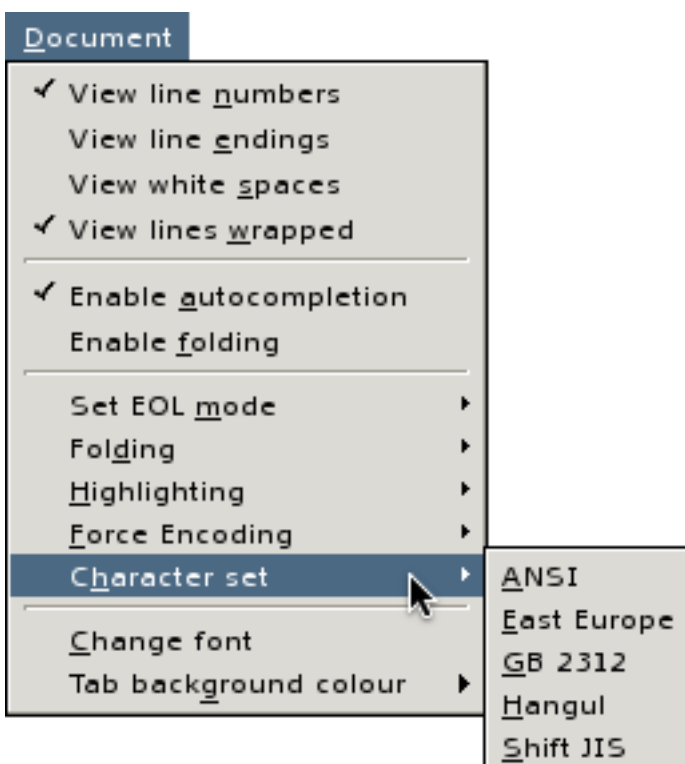 Document
View line numbers
View line endings
View white spaces
View lines wrapped
Enable autocompletion
Enable folding
Set EOL mode
Folding
Highlighting
Force Encoding
Character set
Change font
Tab background colour
ANSI
East Europe
GB 2312
Hangul
Shift JIS